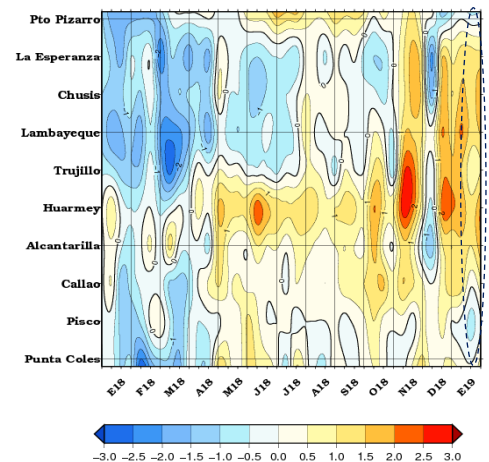 Pto Pizarro
La Esperanza
Chusis
Lambayeque
Trujillo
Huarmey
Alcantarilla
Callao
Pisco
Punta Coles
E18 F18 M18 A18 M18 J18 J18 A18 S18 O18 N18 D18 E19
-3.0 -2.5 -2.0 -1.5 -1.0 -0.5 0.0 0.5 1.0 1.5 2.0 2.5 3.0